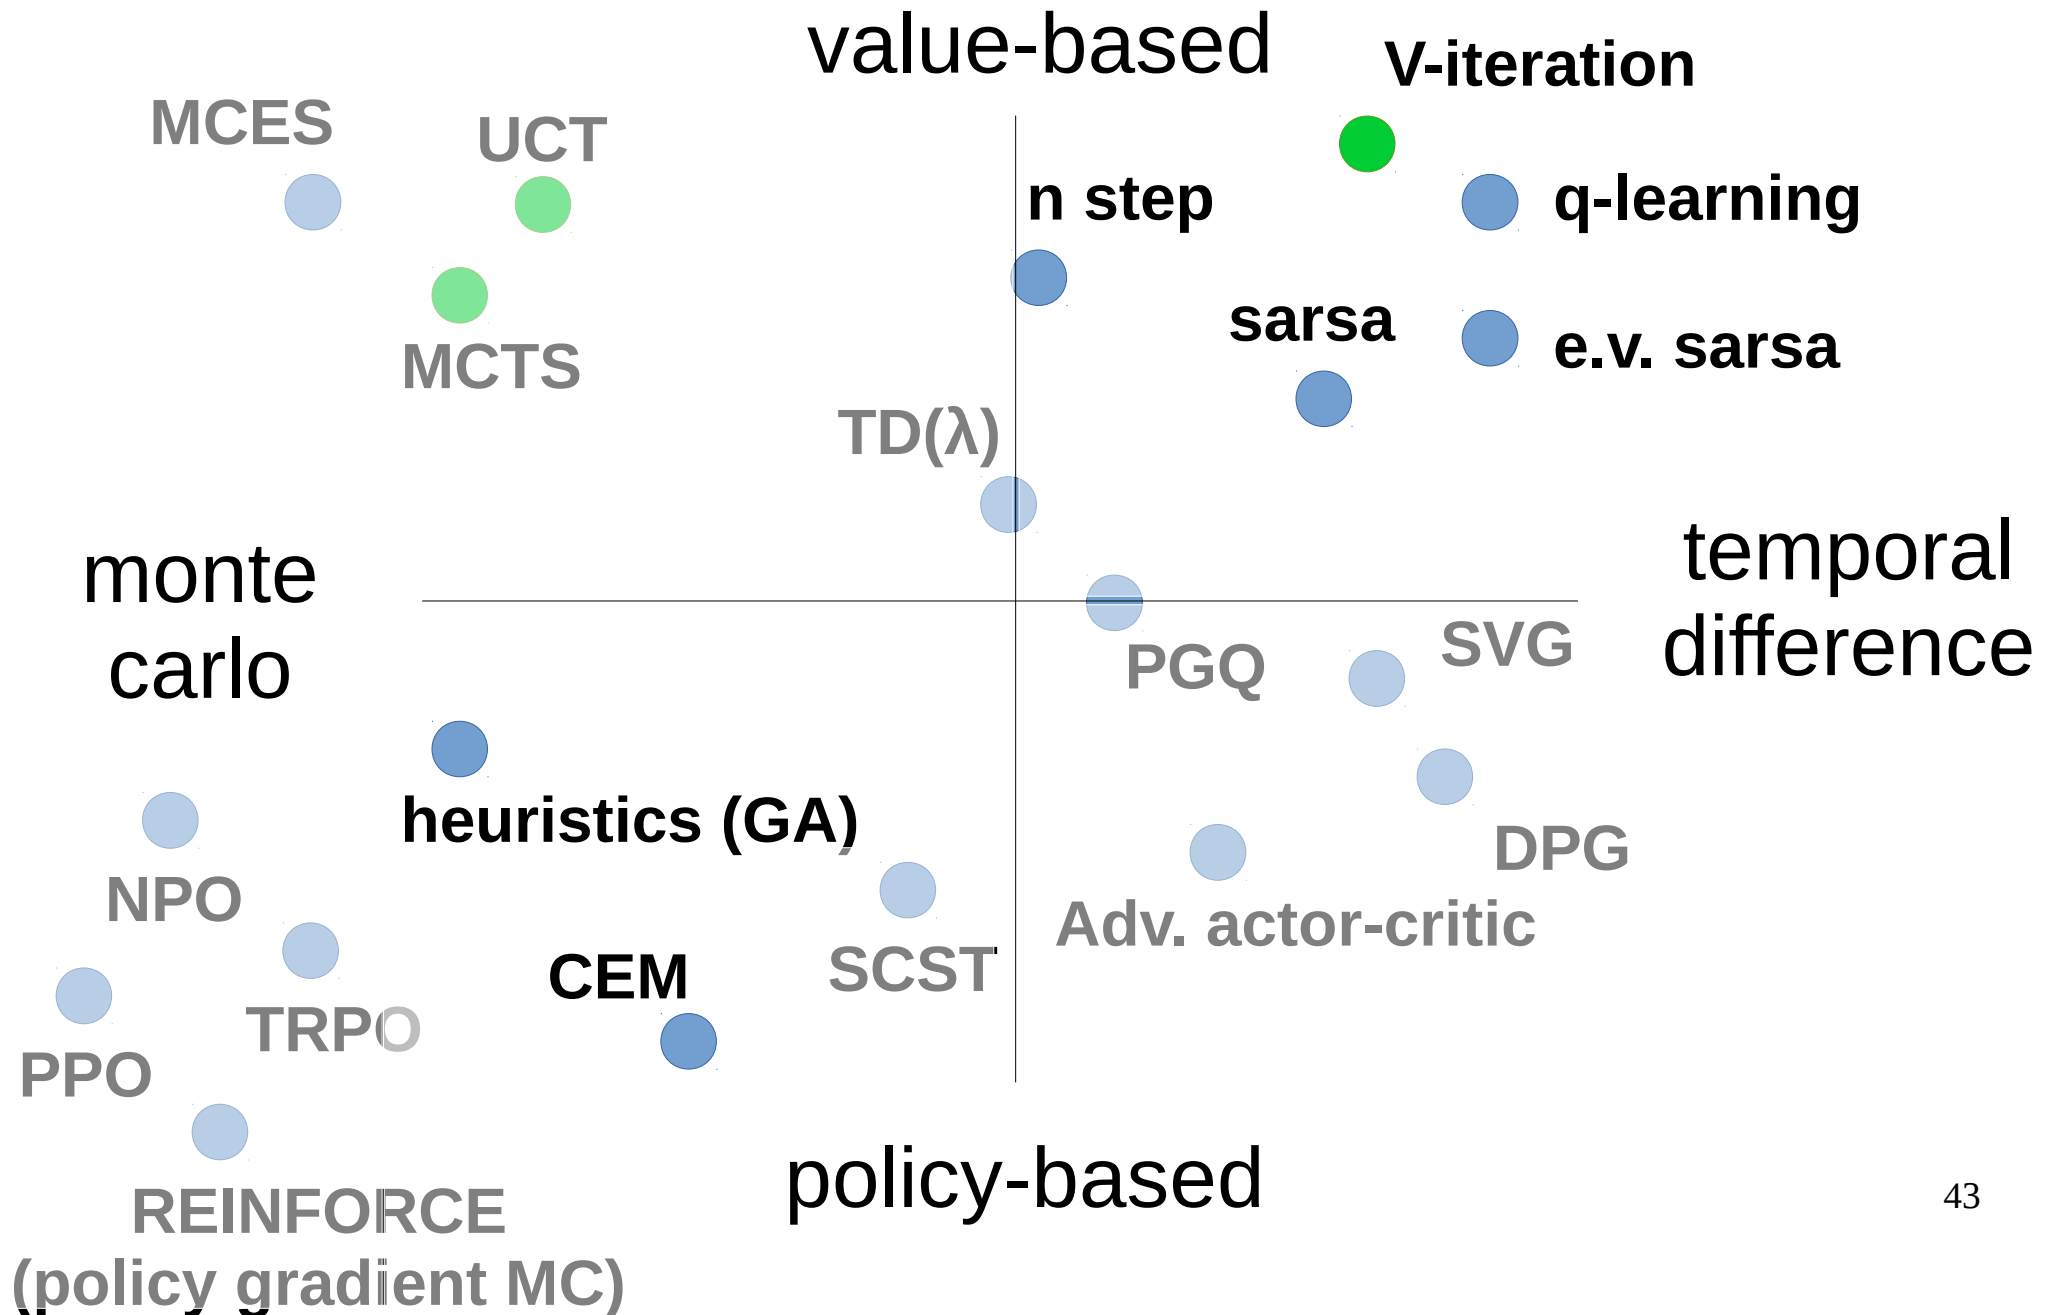 value-based
V-iteration
MCES
UCT
n step
q-learning
sarsa
e.v. sarsa
MCTS
TD(λ)
monte
carlo
temporal
difference
PGQ
SVG
heuristics (GA)
DPG
NPO
Adv. actor-critic
SCST
CEM
TRPO
PPO
policy-based
43
REINFORCE
(policy gradient MC)